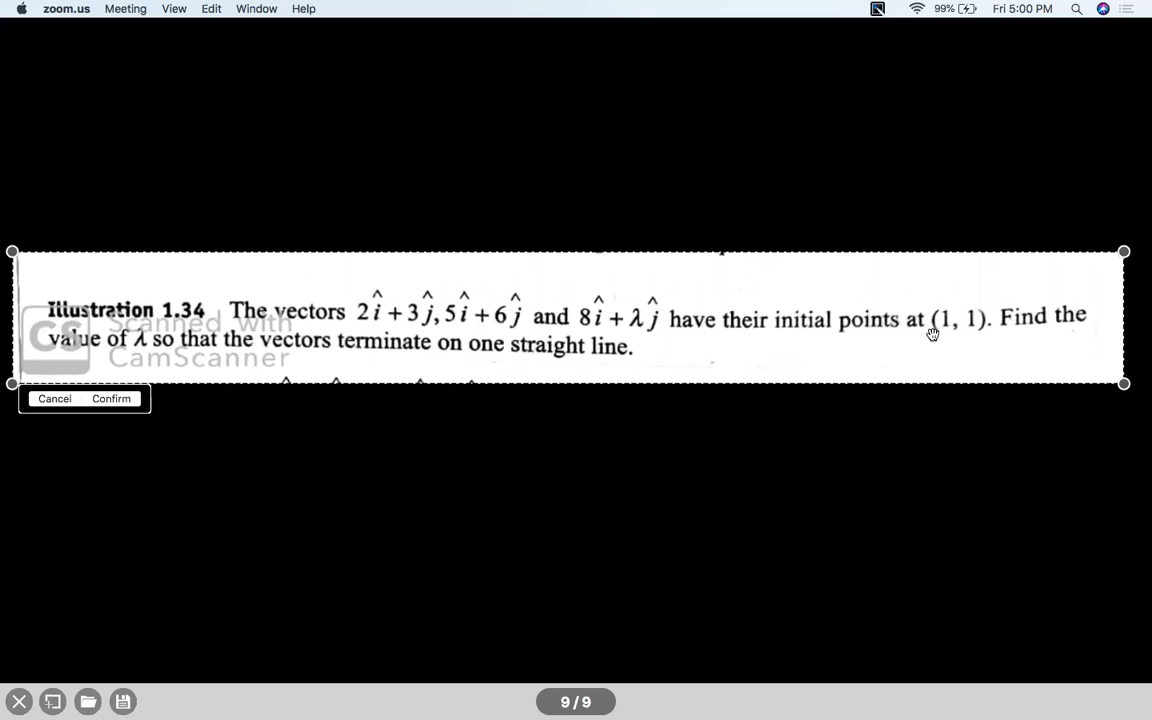 zoom.us Meeting View Edit Window Help 99% Fri 5:00 PM
Illustration 1.34 The vectors 2î + 3ĵ, 5î + 6ĵ and 8î + λĵ have their initial points at (1, 1). Find the
value of λ so that the vectors terminate on one straight line.
CS Scanned with
CamScanner
Cancel Confirm
9/9